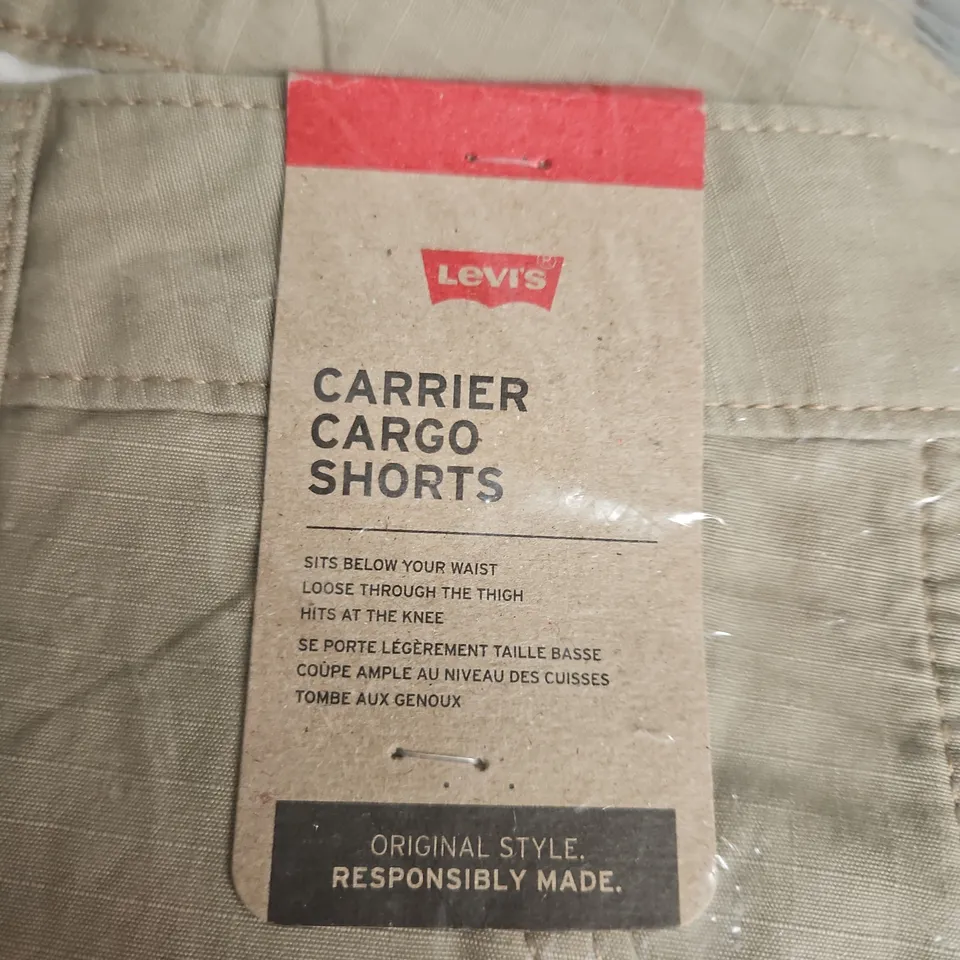 LEVI'S ®
CARRIER
CARGO
SHORTS
SITS BELOW YOUR WAIST
LOOSE THROUGH THE THIGH
HITS AT THE KNEE
SE PORTE LÉGÈREMENT TAILLE BASSE
COUPE AMPLE AU NIVEAU DES CUISSES
TOMBE AUX GENOUX
ORIGINAL STYLE.
RESPONSIBLY MADE.